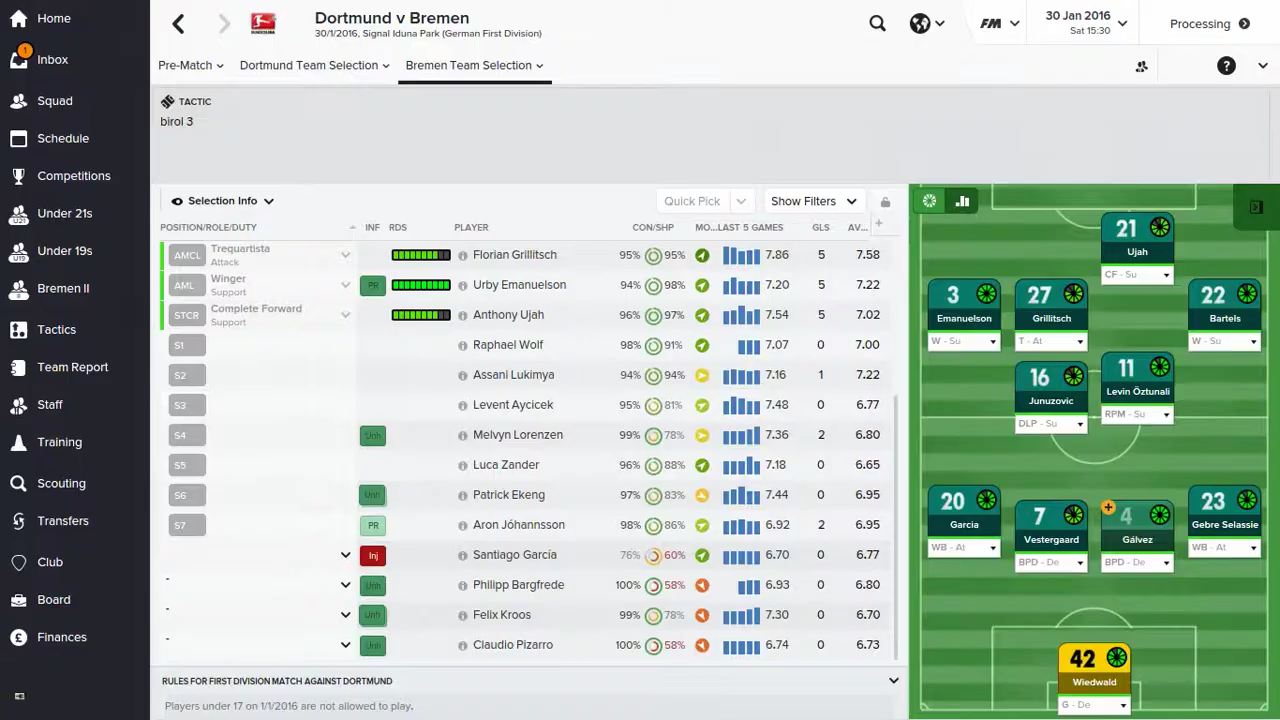 Home
1
Inbox
Squad
Schedule
Competitions
U21
Under 21s
U19
Under 19s
Bremen II
Tactics
Team Report
Staff
Training
Scouting
Transfers
Club
Board
Finances
Dortmund v Bremen
30/1/2016, Signal Iduna Park (German First Division)
FM
30 Jan 2016
Sat 15:30
Processing
Pre-Match
Dortmund Team Selection
Bremen Team Selection
?
TACTIC
birol 3
Selection Info
Quick Pick
Show Filters
POSITION/ROLE/DUTY INF RDS PLAYER CON/SHP MO... LAST 5 GAMES GLS AV... +
AMCL Trequartista Attack Florian Grillitsch 95% 95% 7.86 5 7.58
AML Winger Support PR Urby Emanuelson 94% 98% 7.20 5 7.22
STCR Complete Forward Support Anthony Ujah 96% 97% 7.54 5 7.02
S1 Raphael Wolf 98% 91% 7.07 0 7.00
S2 Assani Lukimya 94% 94% 7.16 1 7.22
S3 Levent Aycicek 95% 81% 7.48 0 6.77
S4 Unh Melvyn Lorenzen 99% 78% 7.36 2 6.80
S5 Luca Zander 96% 88% 7.18 0 6.65
S6 Unh Patrick Ekeng 97% 83% 7.44 0 6.95
S7 PR Aron Jóhannsson 98% 86% 6.92 2 6.95
Inj Santiago García 76% 60% 6.70 0 6.77
- Unh Philipp Bargfrede 100% 58% 6.93 0 6.80
- Unh Felix Kroos 99% 78% 7.30 0 6.70
- Unh Claudio Pizarro 100% 58% 6.74 0 6.73
RULES FOR FIRST DIVISION MATCH AGAINST DORTMUND
Players under 17 on 1/1/2016 are not allowed to play.
21
Ujah
CF - Su
3 27 22
Emanuelson Grillitsch Bartels
W - Su T - At W - Su
16 11
Junuzovic Levin Öztunali
DLP - Su RPM - Su
20 7 4 23
Garcia Vestergaard Gálvez Gebre Selassie
WB - At BPD - De BPD - De WB - At
42
Wiedwald
G - De